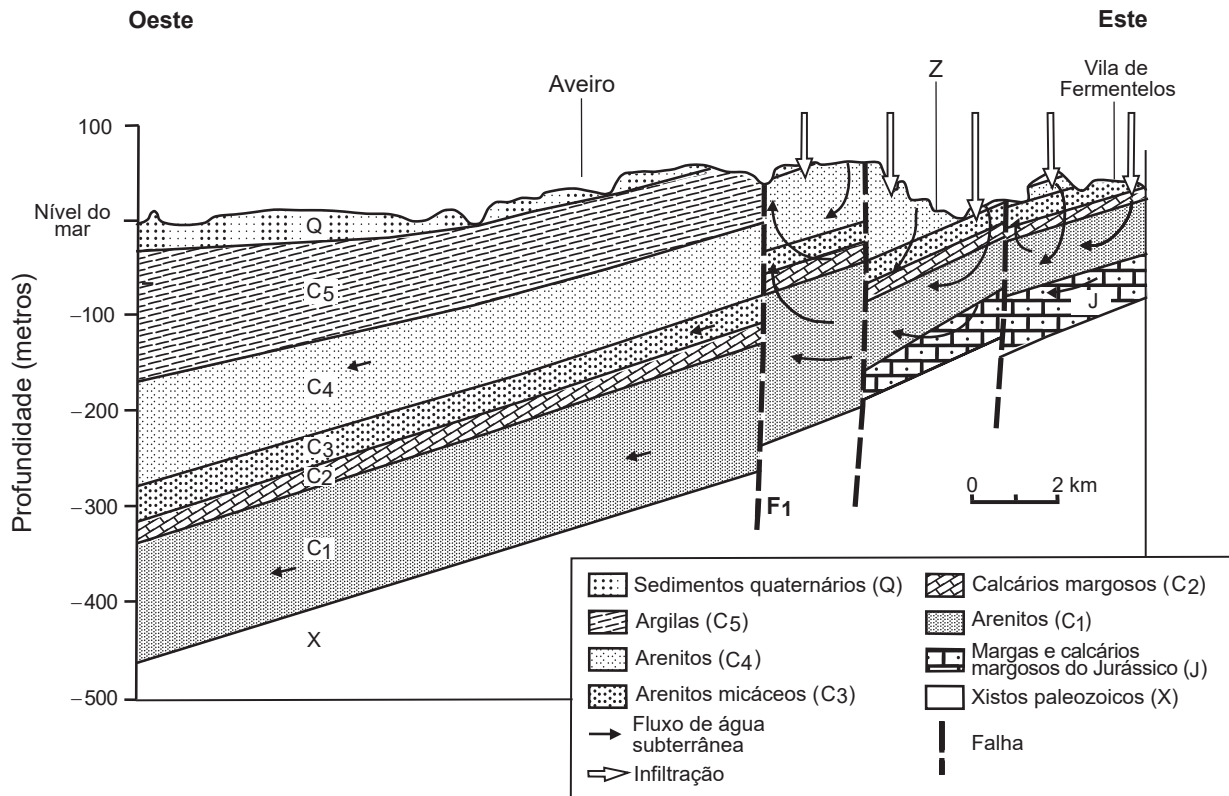 Oeste
Este
Aveiro
Z
Vila de
Fermentelos
100
Nível do
mar
–100
–200
–300
–400
–500
Profundidade (metros)
Q
C5
C4
C3
C2
C1
X
J
F1
0 2 km
Sedimentos quaternários (Q)
Argilas (C5)
Arenitos (C4)
Arenitos micáceos (C3)
Fluxo de água
subterrânea
Infiltração
Calcários margosos (C2)
Arenitos (C1)
Margas e calcários
margosos do Jurássico (J)
Xistos paleozoicos (X)
Falha